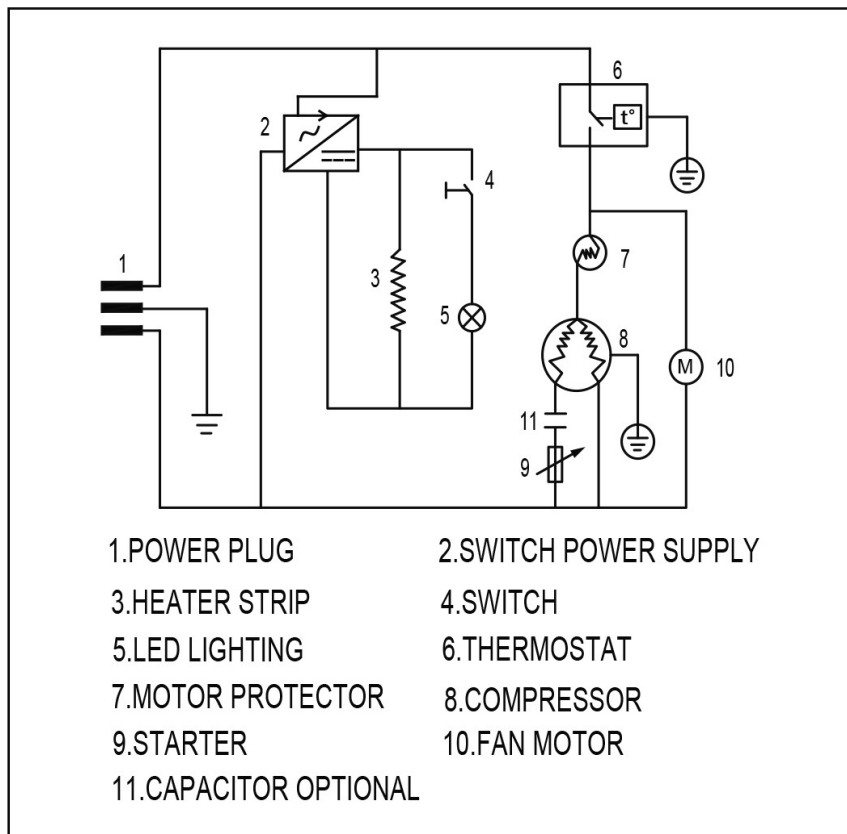 6
2
t°
4
1
3
7
5
8
M
10
11
9
1.POWER PLUG
2.SWITCH POWER SUPPLY
3.HEATER STRIP
4.SWITCH
5.LED LIGHTING
6.THERMOSTAT
7.MOTOR PROTECTOR
8.COMPRESSOR
9.STARTER
10.FAN MOTOR
11.CAPACITOR OPTIONAL